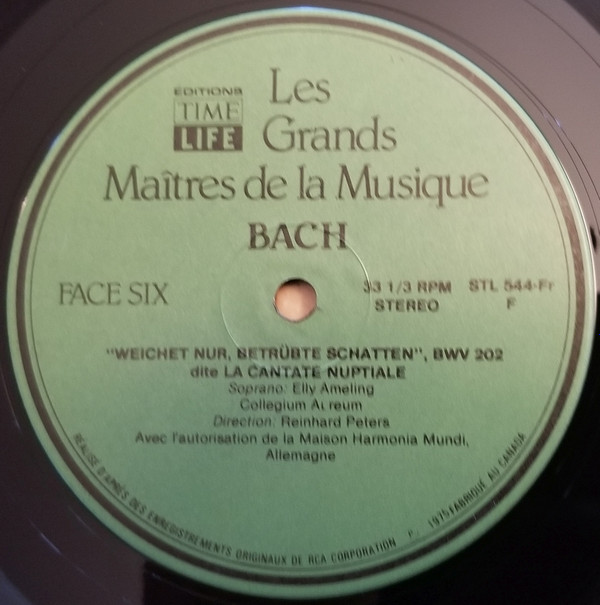 EDITIONS
TIME
LIFE
Les
Grands
Maîtres de la Musique
BACH
FACE SIX
33 1/3 RPM STL 544-Fr
STEREO F
"WEICHET NUR, BETRÜBTE SCHATTEN", BWV 202
dite LA CANTATE NUPTIALE
Soprano: Elly Ameling
Collegium Aureum
Direction: Reinhard Peters
Avec l'autorisation de la Maison Harmonia Mundi,
Allemagne
RÉALISÉ D'APRÈS DES ENREGISTREMENTS ORIGINAUX DE RCA CORPORATION P. 1975 FABRIQUÉ AU CANADA